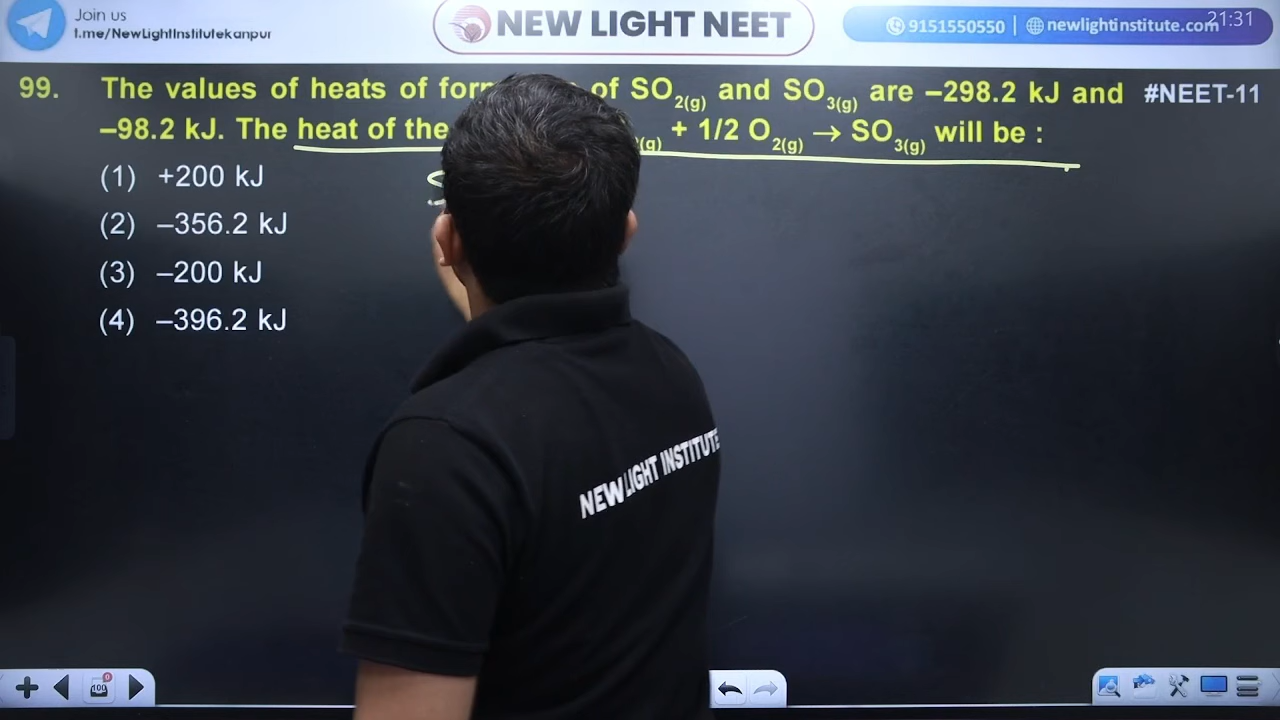 Join us
t.me/NewLightInstitutekanpur
NEW LIGHT NEET
9151550550 | newlightinstitute.com
21:31
99. The values of heats of of SO2(g) and SO3(g) are –298.2 kJ and #NEET-11
–98.2 kJ. The heat of the + 1/2 O2(g) → SO3(g) will be :
(1) +200 kJ
(2) –356.2 kJ
(3) –200 kJ
(4) –396.2 kJ
NEW LIGHT INSTITUTE
100